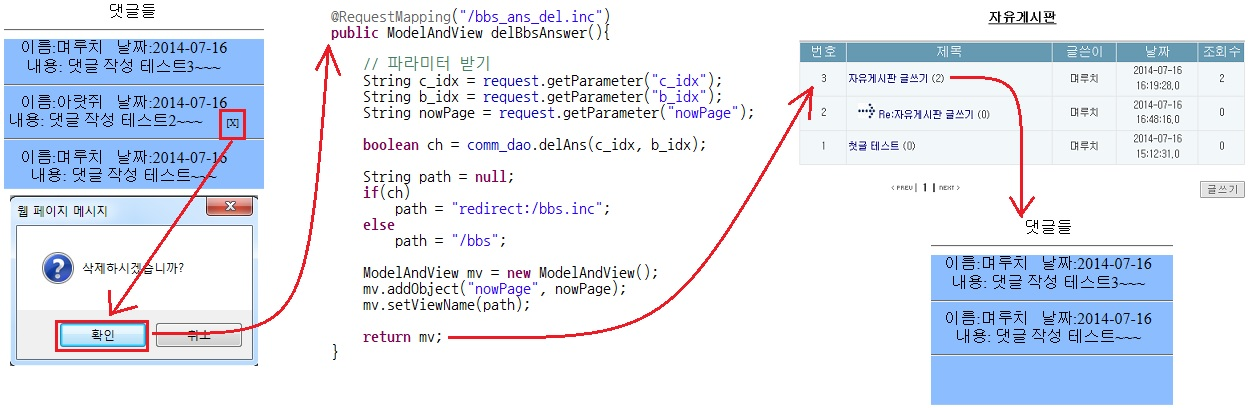 댓글들
이름:며루치 날짜:2014-07-16
내용: 댓글 작성 테스트3~~~
이름:아랏쥐 날짜:2014-07-16
내용: 댓글 작성 테스트2~~~ [X]
이름:며루치 날짜:2014-07-16
내용: 댓글 작성 테스트~~~
웹 페이지 메시지
삭제하시겠습니까?
확인 취소
@RequestMapping("/bbs_ans_del.inc")
public ModelAndView delBbsAnswer(){
// 파라미터 받기
String c_idx = request.getParameter("c_idx");
String b_idx = request.getParameter("b_idx");
String nowPage = request.getParameter("nowPage");
boolean ch = comm_dao.delAns(c_idx, b_idx);
String path = null;
if(ch)
path = "redirect:/bbs.inc";
else
path = "/bbs";
ModelAndView mv = new ModelAndView();
mv.addObject("nowPage", nowPage);
mv.setViewName(path);
return mv;
}
자유게시판
번호 제목 글쓴이 날짜 조회수
3 자유게시판 글쓰기 (2) 며루치 2014-07-16 16:19:28.0 2
2 Re:자유게시판 글쓰기 (0) 며루치 2014-07-16 16:48:16.0 0
1 첫글 테스트 (0) 며루치 2014-07-16 15:12:31.0 0
< PREV | 1 | NEXT >
글쓰기
댓글들
이름:며루치 날짜:2014-07-16
내용: 댓글 작성 테스트3~~~
이름:며루치 날짜:2014-07-16
내용: 댓글 작성 테스트~~~